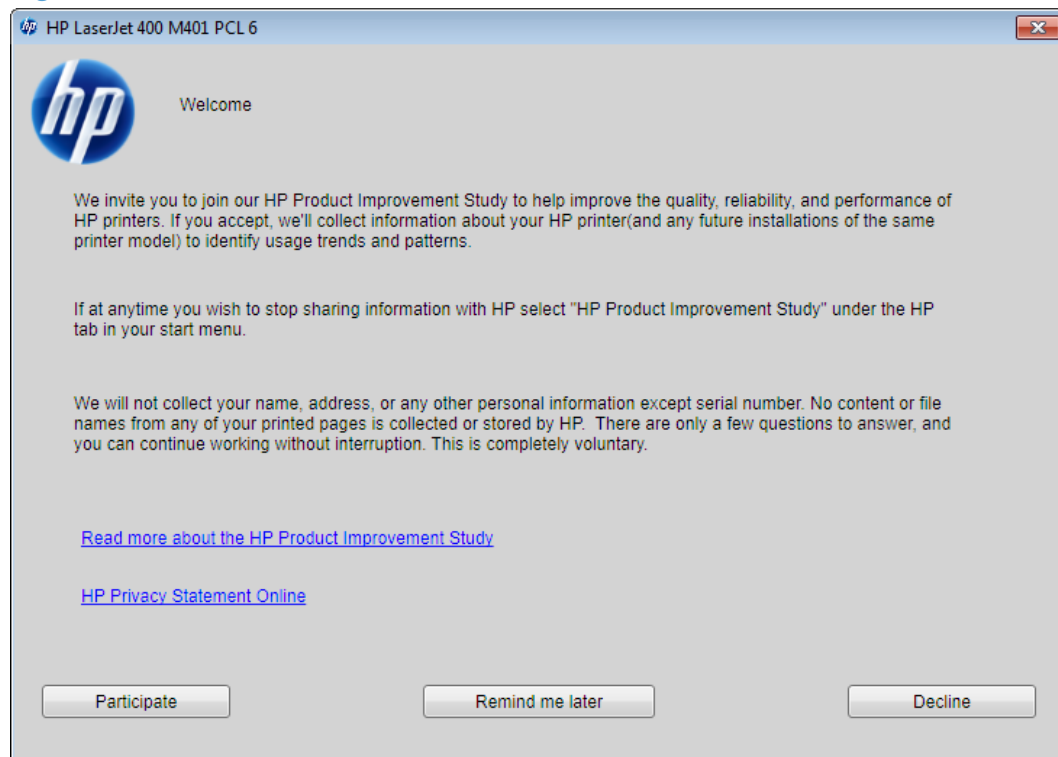 HP LaserJet 400 M401 PCL 6
hp
Welcome
We invite you to join our HP Product Improvement Study to help improve the quality, reliability, and performance of
HP printers. If you accept, we'll collect information about your HP printer(and any future installations of the same
printer model) to identify usage trends and patterns.
If at anytime you wish to stop sharing information with HP select "HP Product Improvement Study" under the HP
tab in your start menu.
We will not collect your name, address, or any other personal information except serial number. No content or file
names from any of your printed pages is collected or stored by HP.  There are only a few questions to answer, and
you can continue working without interruption. This is completely voluntary.
Read more about the HP Product Improvement Study
HP Privacy Statement Online
Participate
Remind me later
Decline